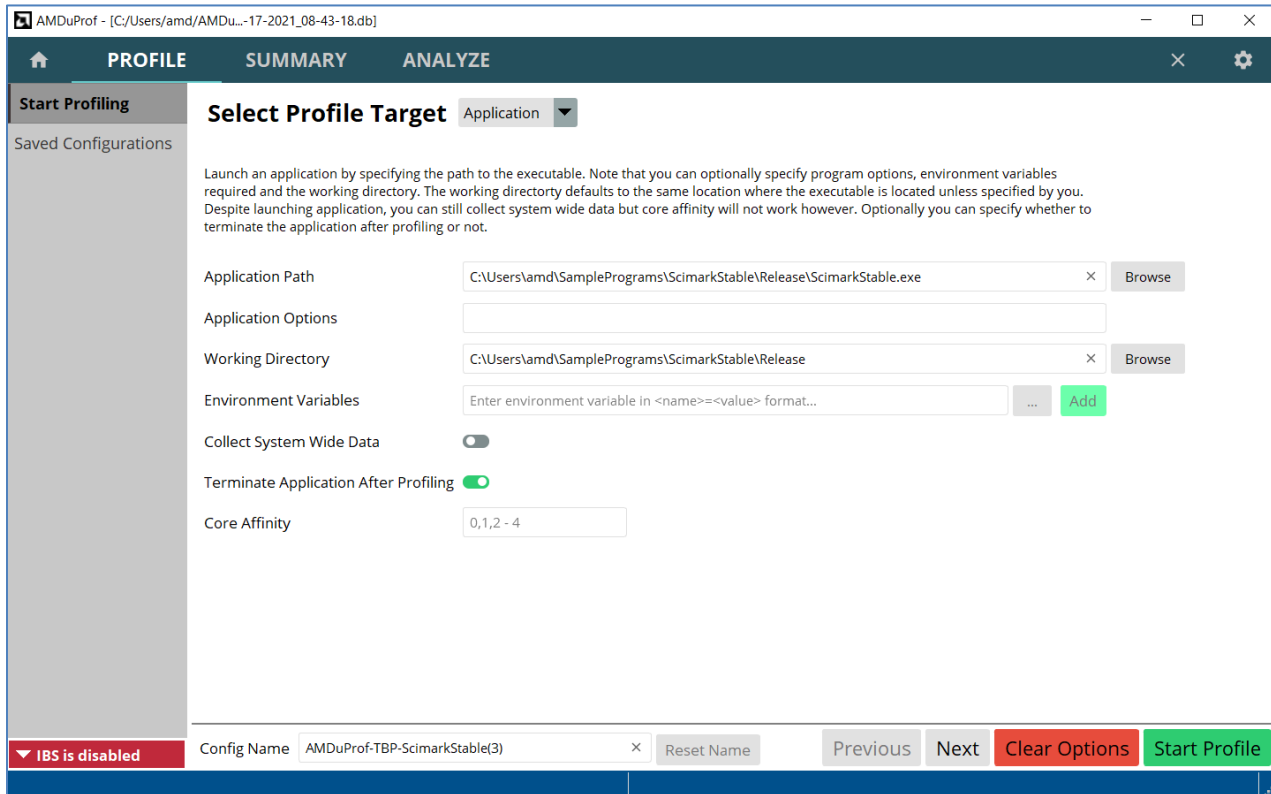 AMDuProf - [C:/Users/amd/AMDu...-17-2021_08-43-18.db]
PROFILE SUMMARY ANALYZE
Start Profiling
Saved Configurations
Select Profile Target Application
Launch an application by specifying the path to the executable. Note that you can optionally specify program options, environment variables
required and the working directory. The working directorty defaults to the same location where the executable is located unless specified by you.
Despite launching application, you can still collect system wide data but core affinity will not work however. Optionally you can specify whether to
terminate the application after profiling or not.
Application Path C:\Users\amd\SamplePrograms\ScimarkStable\Release\ScimarkStable.exe Browse
Application Options
Working Directory C:\Users\amd\SamplePrograms\ScimarkStable\Release Browse
Environment Variables Enter environment variable in <name>=<value> format... ... Add
Collect System Wide Data
Terminate Application After Profiling
Core Affinity 0,1,2 - 4
IBS is disabled
Config Name AMDuProf-TBP-ScimarkStable(3) Reset Name Previous Next Clear Options Start Profile